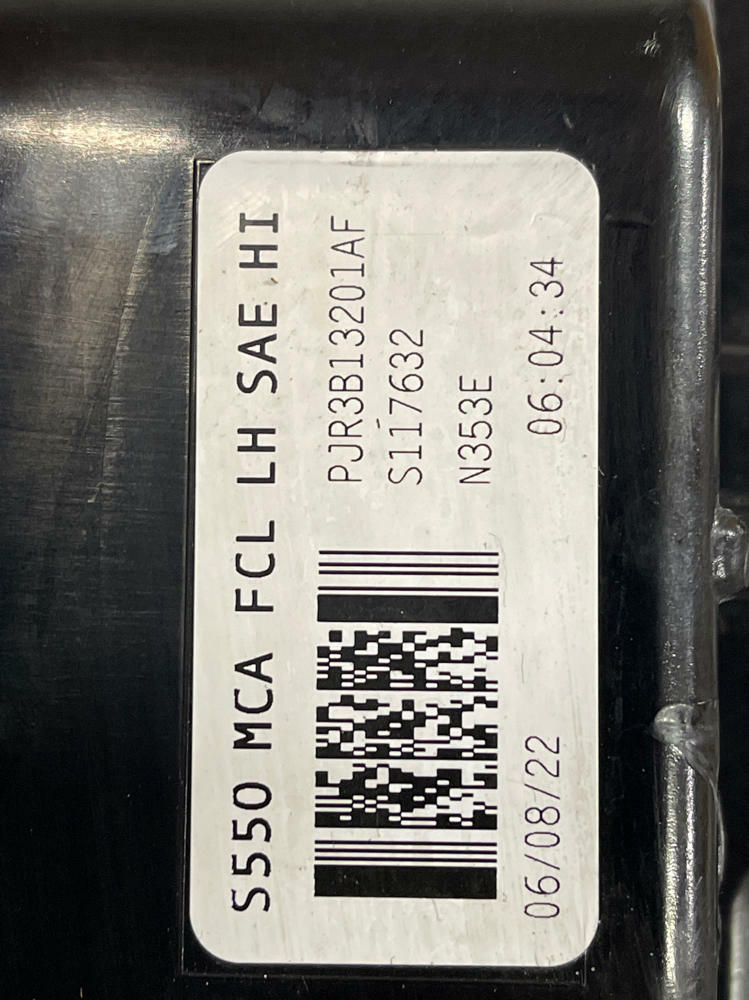 S550 MCA FCL LH SAE HI
PJR3B13201AF
S117632
N353E
06/08/22 06:04:34